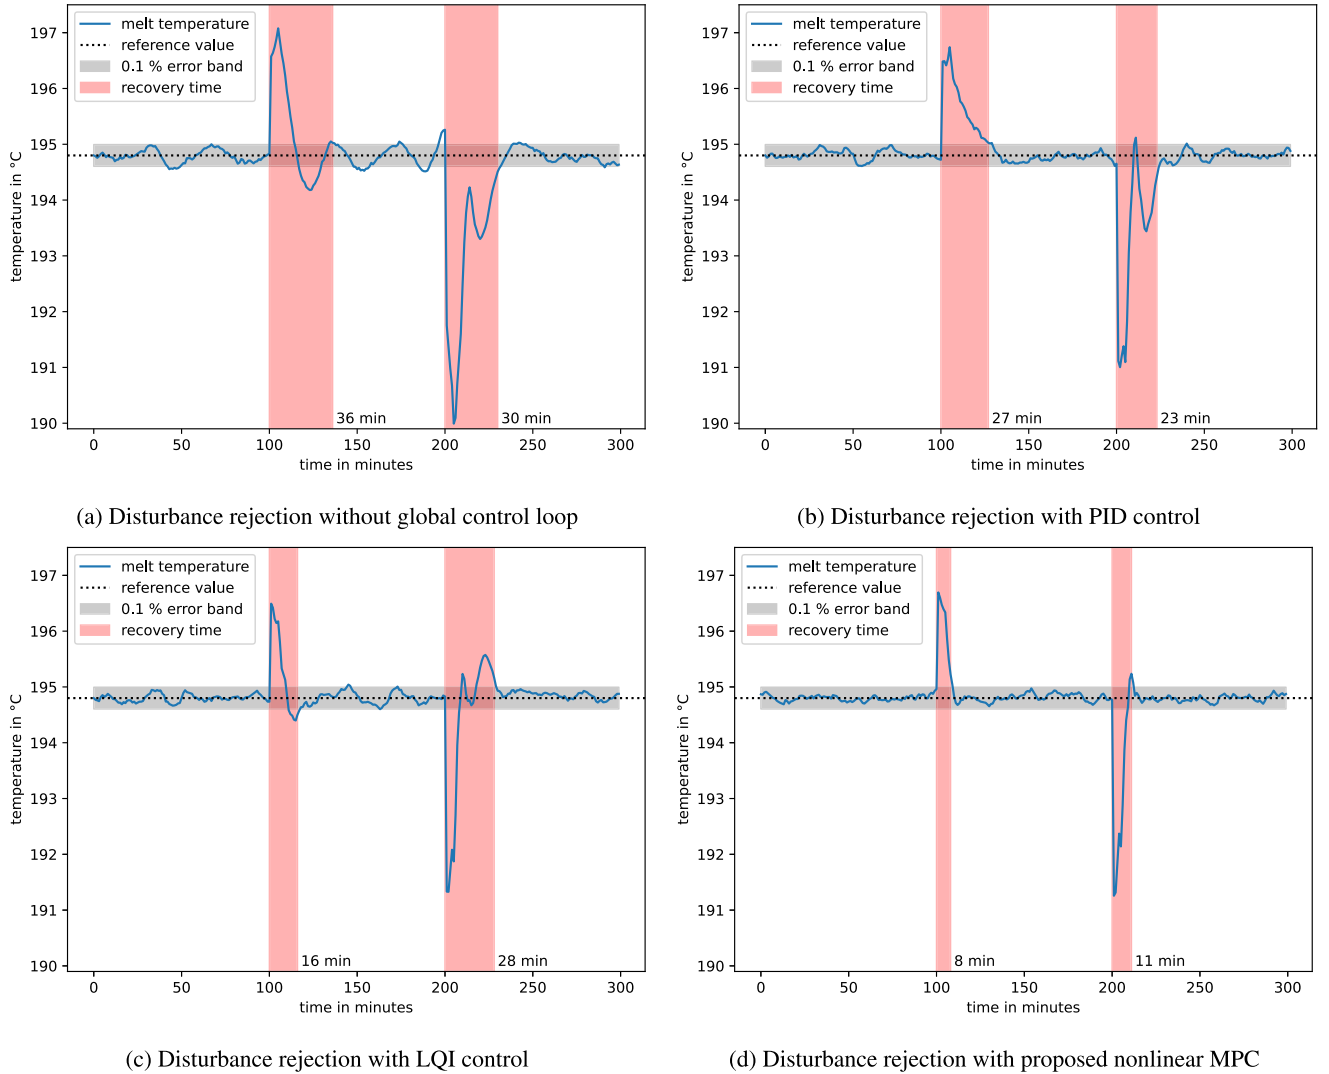 melt temperature
reference value
0.1 % error band
recovery time
197
196
195
194
193
192
191
190
temperature in °C
36 min
30 min
0
50
100
150
200
250
300
time in minutes
(a) Disturbance rejection without global control loop
melt temperature
reference value
0.1 % error band
recovery time
197
196
195
194
193
192
191
190
temperature in °C
27 min
23 min
0
50
100
150
200
250
300
time in minutes
(b) Disturbance rejection with PID control
melt temperature
reference value
0.1 % error band
recovery time
197
196
195
194
193
192
191
190
temperature in °C
16 min
28 min
0
50
100
150
200
250
300
time in minutes
(c) Disturbance rejection with LQI control
melt temperature
reference value
0.1 % error band
recovery time
197
196
195
194
193
192
191
190
temperature in °C
8 min
11 min
0
50
100
150
200
250
300
time in minutes
(d) Disturbance rejection with proposed nonlinear MPC